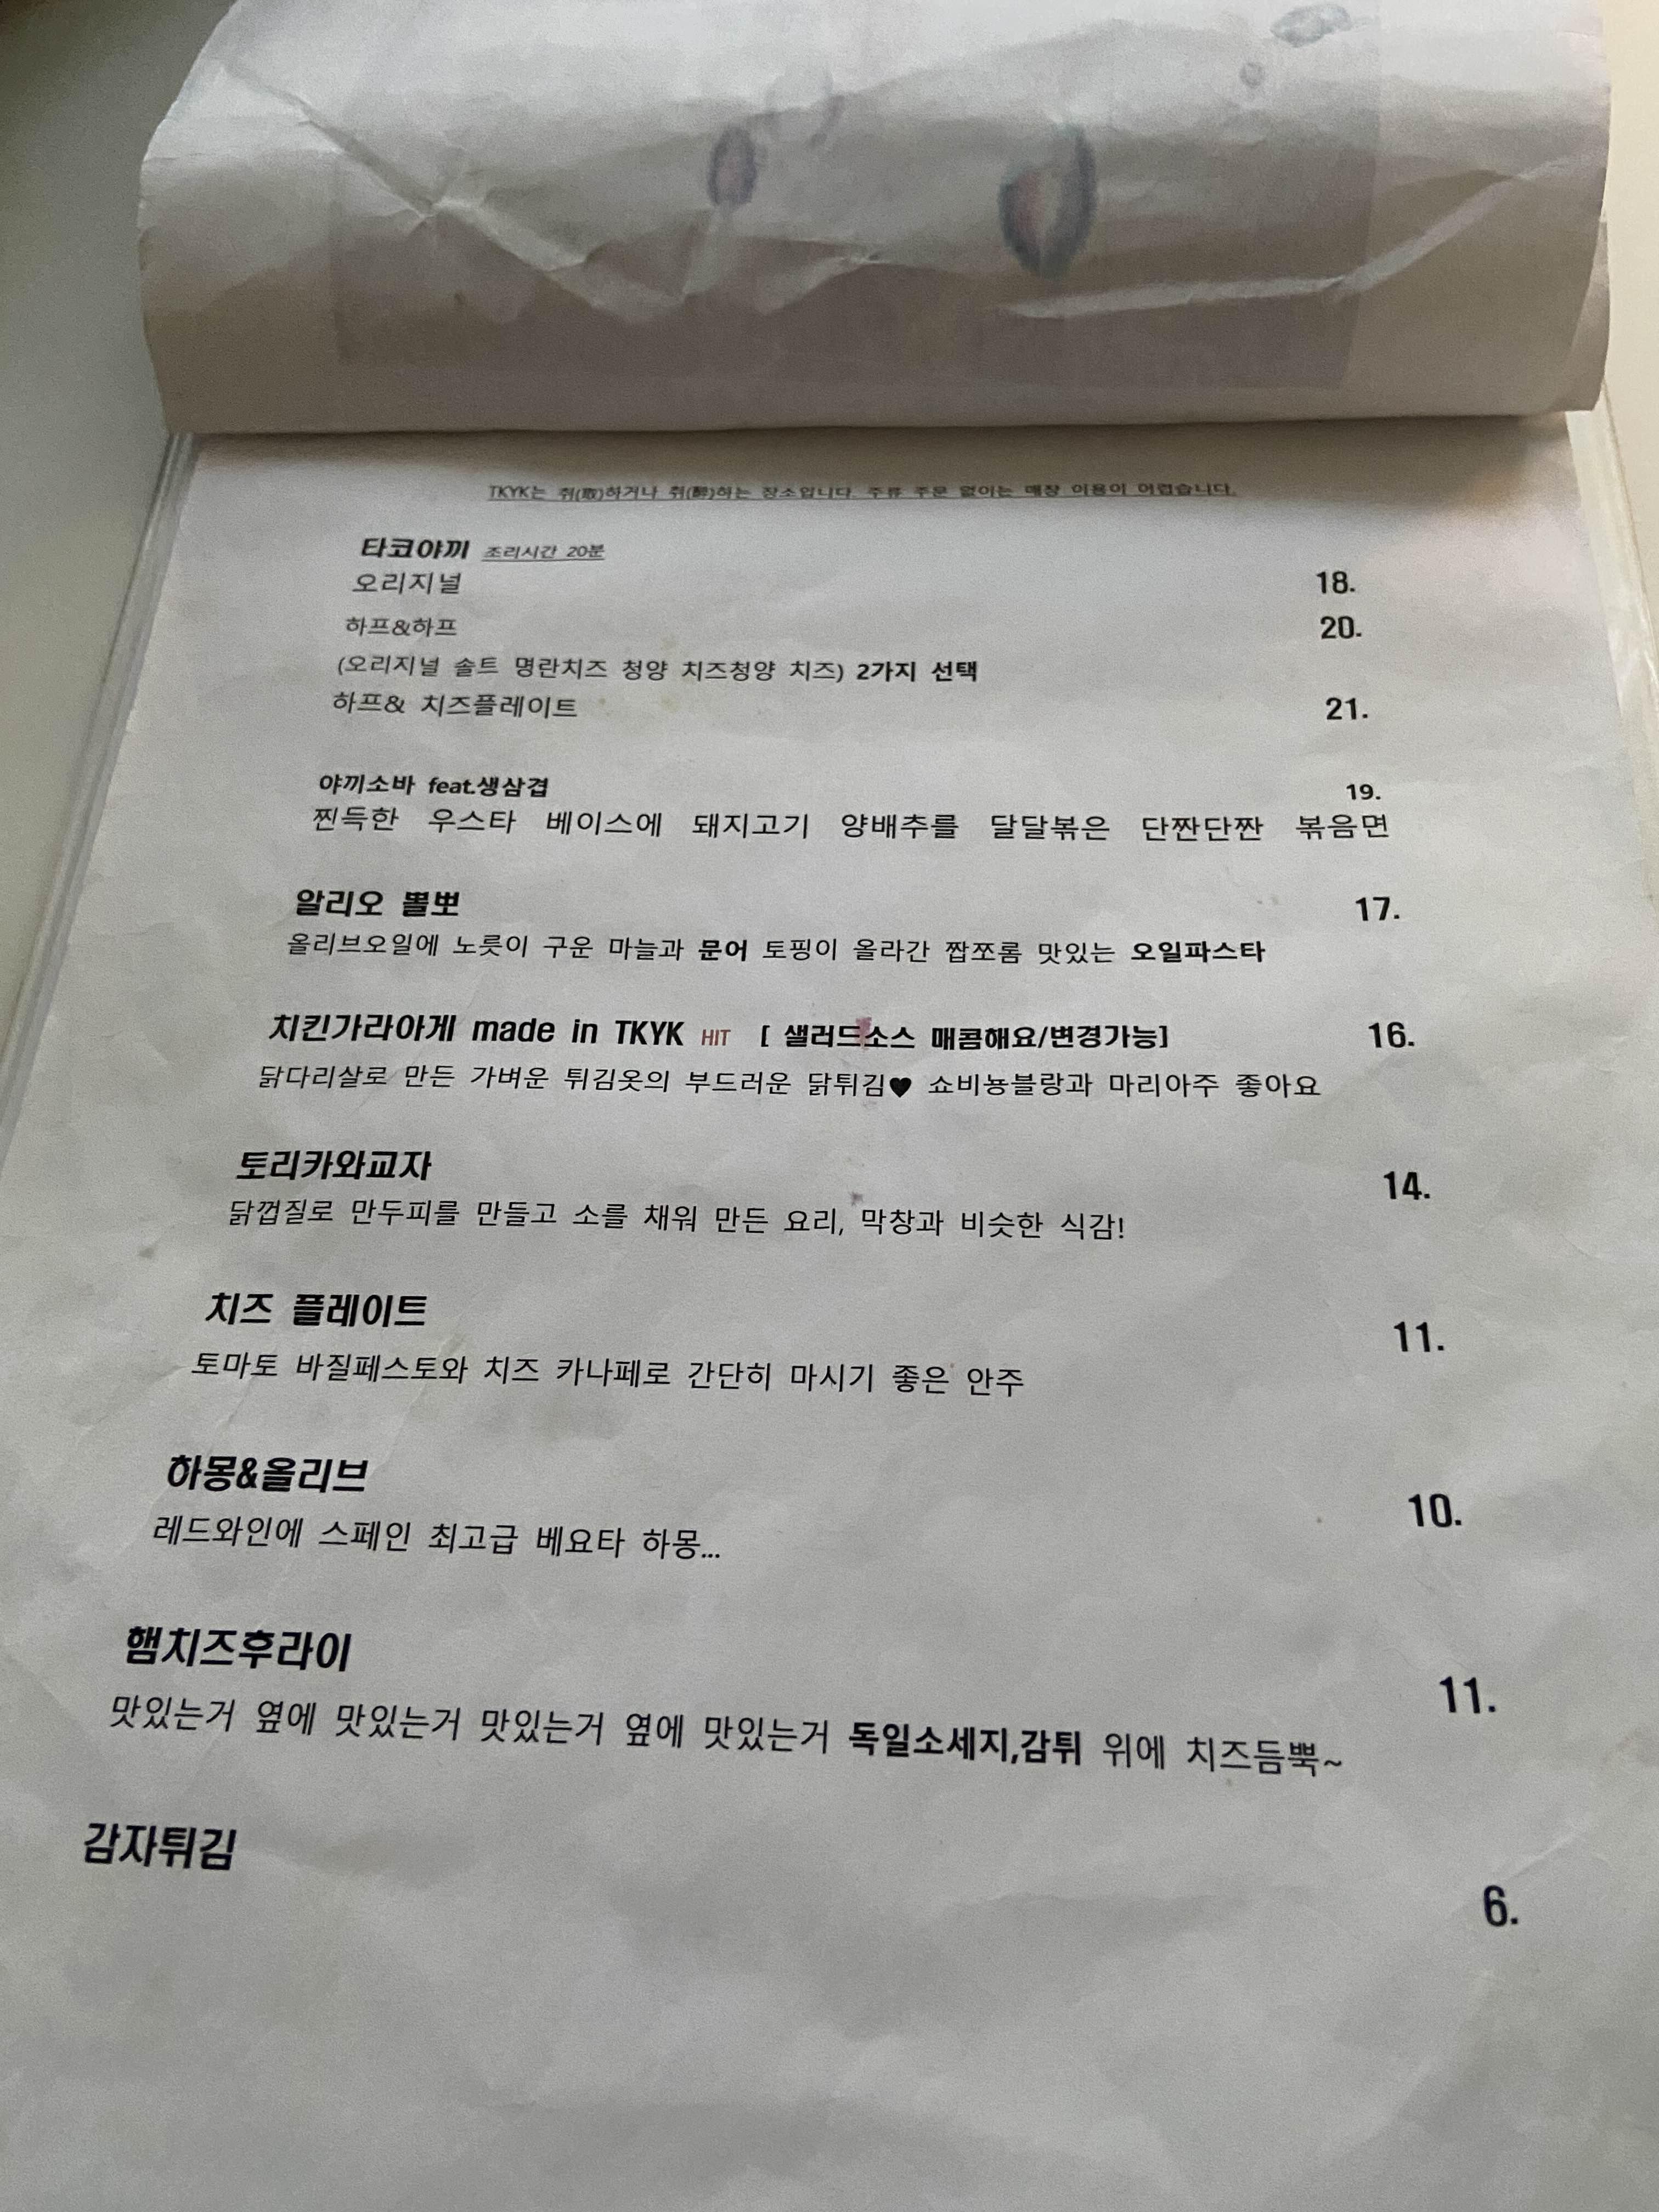 TKYK는 취(取)하거나 취(醉)하는 장소입니다. 주류 주문 없이는 매장 이용이 어렵습니다.
타코야끼 조리시간 20분
오리지널 18.
하프&하프 20.
(오리지널 솔트 명란치즈 청양 치즈청양 치즈) 2가지 선택
하프& 치즈플레이트 21.
야끼소바 feat.생삼겹 19.
찐득한 우스타 베이스에 돼지고기 양배추를 달달볶은 단짠단짠 볶음면
알리오 뽈뽀 17.
올리브오일에 노릇이 구운 마늘과 문어 토핑이 올라간 짭쪼롬 맛있는 오일파스타
치킨가라아게 made in TKYK HIT [ 샐러드소스 매콤해요/변경가능] 16.
닭다리살로 만든 가벼운 튀김옷의 부드러운 닭튀김♥ 쇼비뇽블랑과 마리아주 좋아요
토리카와교자 14.
닭껍질로 만두피를 만들고 소를 채워 만든 요리, 막창과 비슷한 식감!
치즈 플레이트 11.
토마토 바질페스토와 치즈 카나페로 간단히 마시기 좋은 안주
하몽&올리브 10.
레드와인에 스페인 최고급 베요타 하몽...
햄치즈후라이 11.
맛있는거 옆에 맛있는거 맛있는거 옆에 맛있는거 독일소세지,감튀 위에 치즈듬뿍~
감자튀김 6.